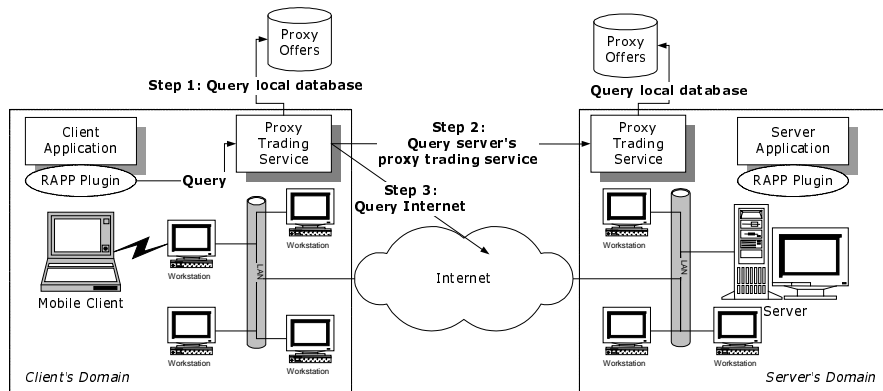 Proxy
Offers
Proxy
Offers
Step 1: Query local database
Query local database
Client
Application
RAPP Plugin
Query
Proxy
Trading
Service
Step 2:
Query server's
proxy trading service
Step 3:
Query Internet
Proxy
Trading
Service
Server
Application
RAPP Plugin
Workstation
Workstation
Workstation
Workstation
LAN
Mobile Client
Internet
Workstation
Workstation
Workstation
LAN
Server
Client's Domain
Server's Domain